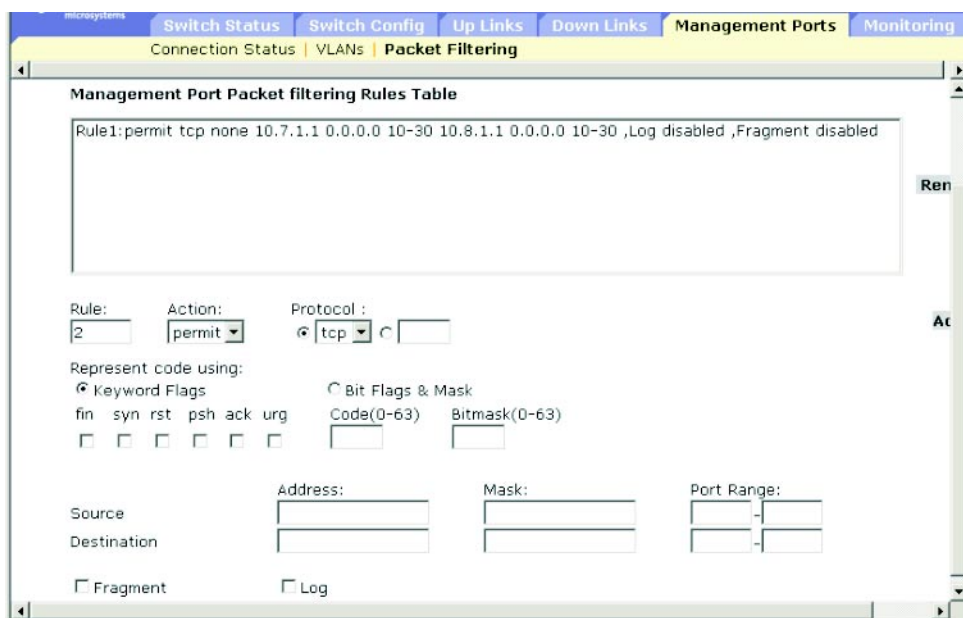 microsystems
Switch Status Switch Config Up Links Down Links Management Ports Monitoring
Connection Status | VLANs | Packet Filtering
Management Port Packet filtering Rules Table
Rule1:permit tcp none 10.7.1.1 0.0.0.0 10-30 10.8.1.1 0.0.0.0 10-30 ,Log disabled ,Fragment disabled
Rule: Action: Protocol :
2 permit tcp
Represent code using:
Keyword Flags Bit Flags & Mask
fin syn rst psh ack urg Code(0-63) Bitmask(0-63)
Address: Mask: Port Range:
Source -
Destination -
Fragment Log